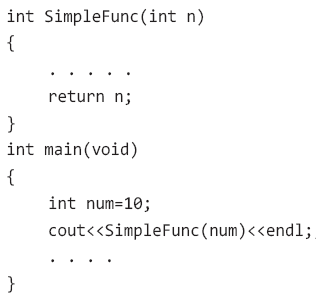 int SimpleFunc(int n)
{
. . . . .
return n;
}
int main(void)
{
int num=10;
cout<<SimpleFunc(num)<<endl;
. . . .
}